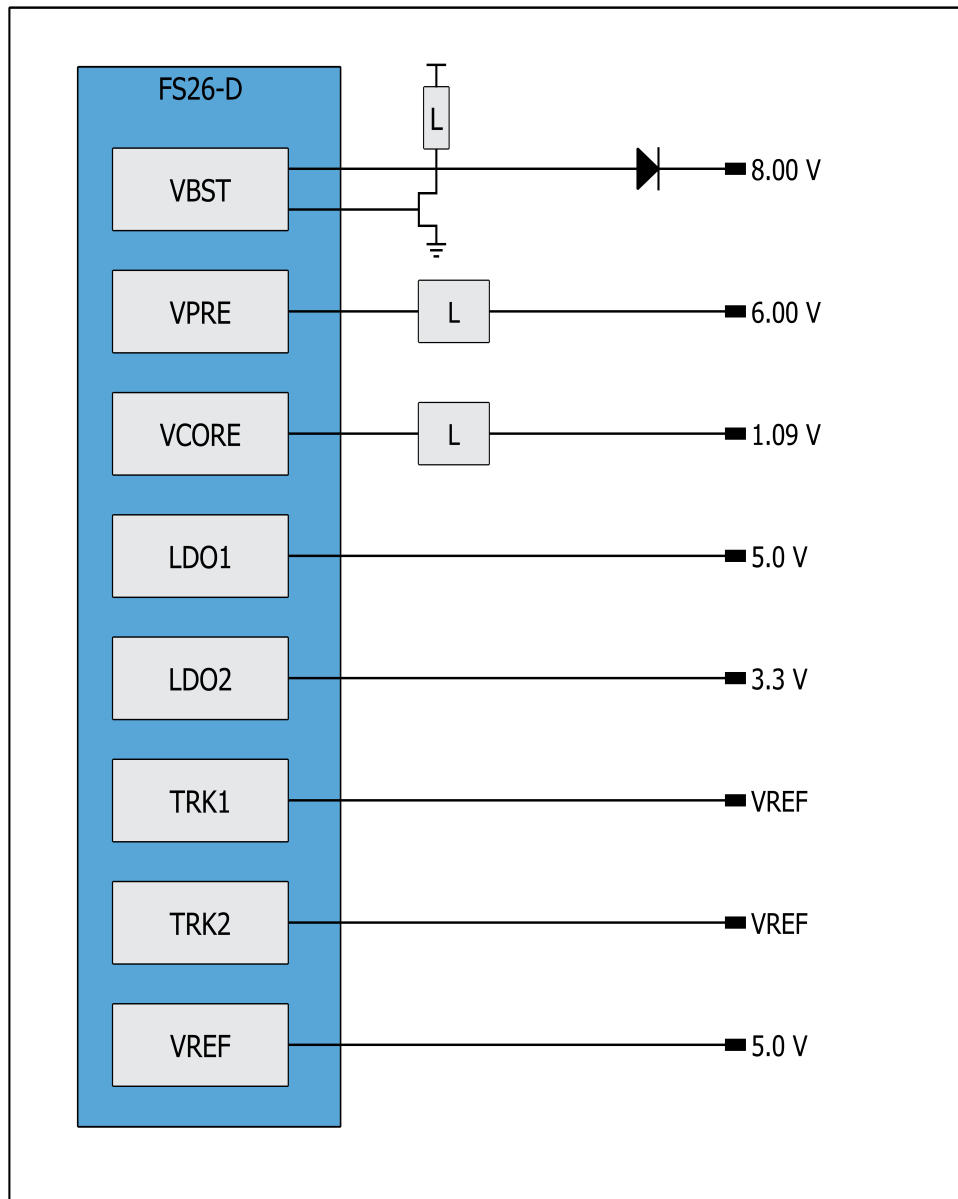 FS26-D
L
VBST
8.00 V
VPRE
L
6.00 V
VCORE
L
1.09 V
LDO1
5.0 V
LDO2
3.3 V
TRK1
VREF
TRK2
VREF
VREF
5.0 V